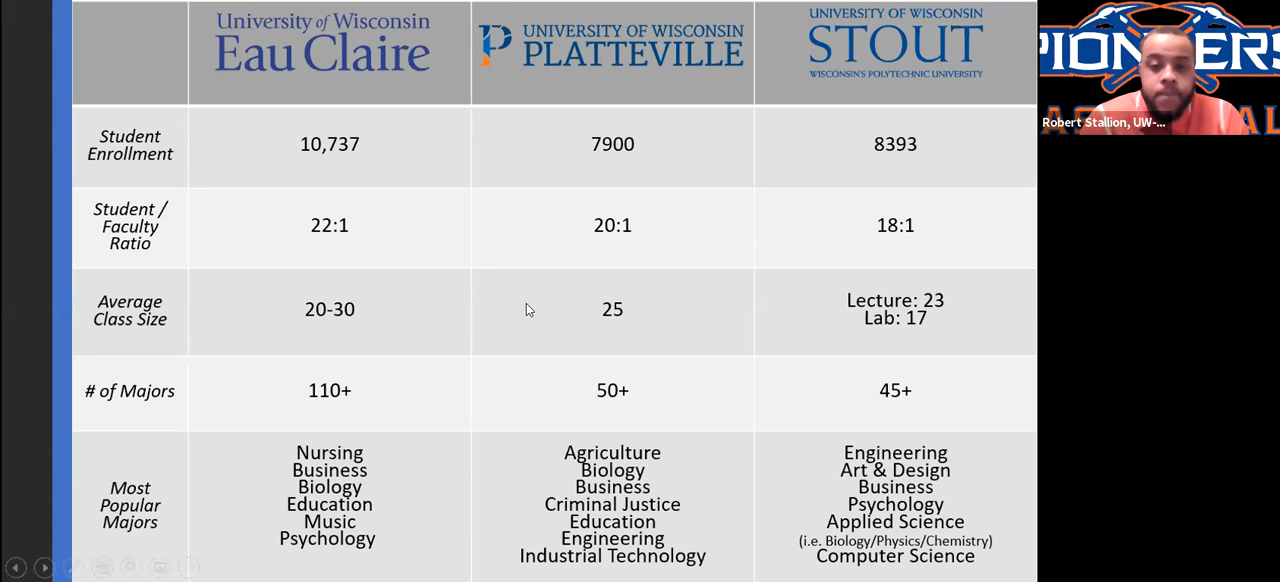 University of Wisconsin
Eau Claire
UNIVERSITY OF WISCONSIN
PLATTEVILLE
UNIVERSITY OF WISCONSIN
STOUT
WISCONSIN'S POLYTECHNIC UNIVERSITY
PIONEERS
Robert Stallion, UW-...
Student
Enrollment
10,737
7900
8393
Student /
Faculty
Ratio
22:1
20:1
18:1
Average
Class Size
20-30
25
Lecture: 23
Lab: 17
# of Majors
110+
50+
45+
Most
Popular
Majors
Nursing
Business
Biology
Education
Music
Psychology
Agriculture
Biology
Business
Criminal Justice
Education
Engineering
Industrial Technology
Engineering
Art & Design
Business
Psychology
Applied Science
(i.e. Biology/Physics/Chemistry)
Computer Science